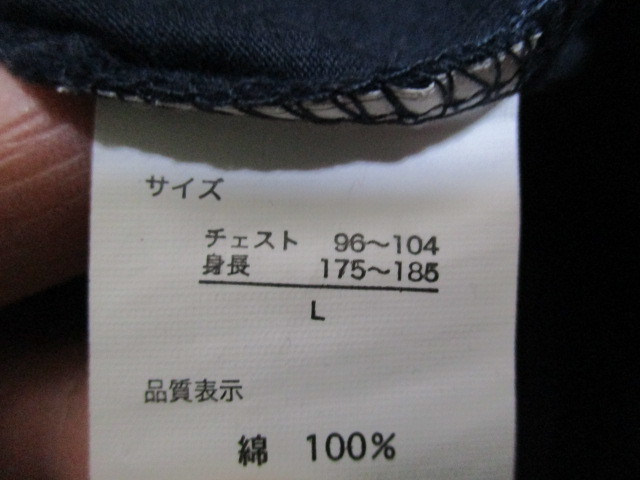 サイズ
チェスト 96～104
身長 175～185
L
品質表示
綿 100%